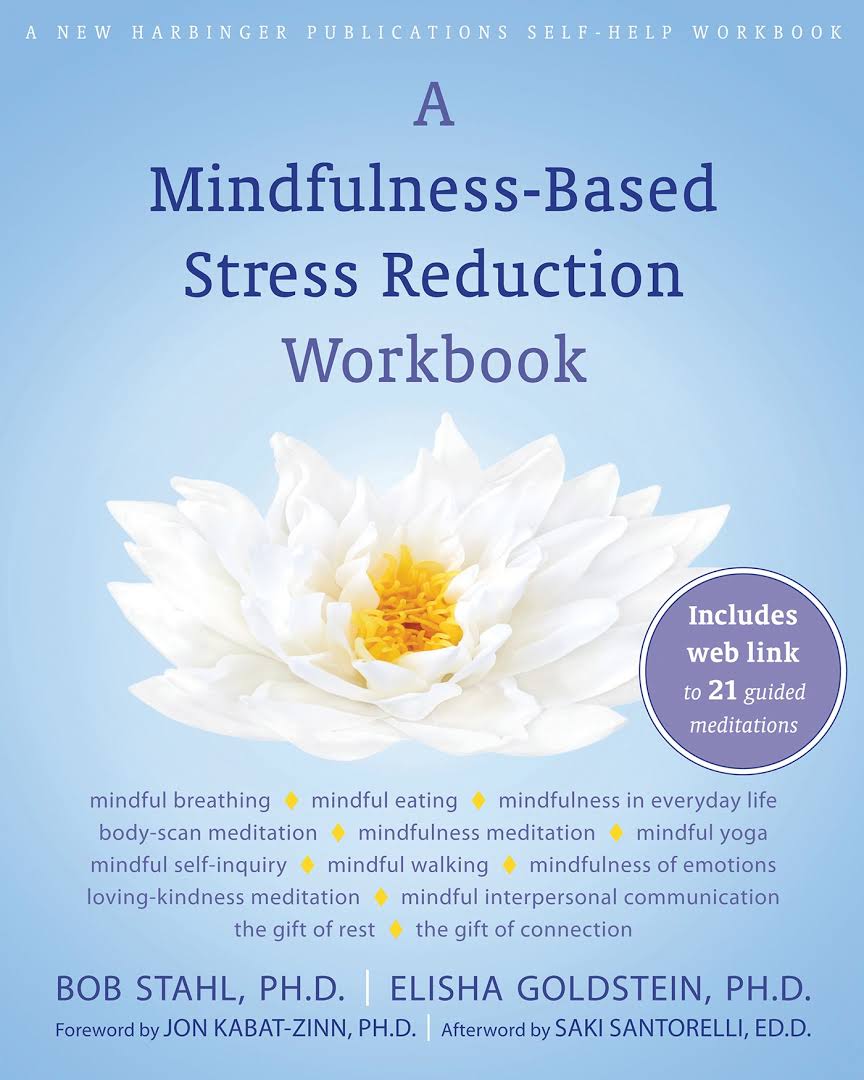 A NEW HARBINGER PUBLICATIONS SELF-HELP WORKBOOK
A
Mindfulness-Based
Stress Reduction
Workbook
Includes
web link
to 21 guided
meditations
mindful breathing ♦ mindful eating ♦ mindfulness in everyday life
body-scan meditation ♦ mindfulness meditation ♦ mindful yoga
mindful self-inquiry ♦ mindful walking ♦ mindfulness of emotions
loving-kindness meditation ♦ mindful interpersonal communication
the gift of rest ♦ the gift of connection
BOB STAHL, PH.D. | ELISHA GOLDSTEIN, PH.D.
Foreword by JON KABAT-ZINN, PH.D. | Afterword by SAKI SANTORELLI, ED.D.